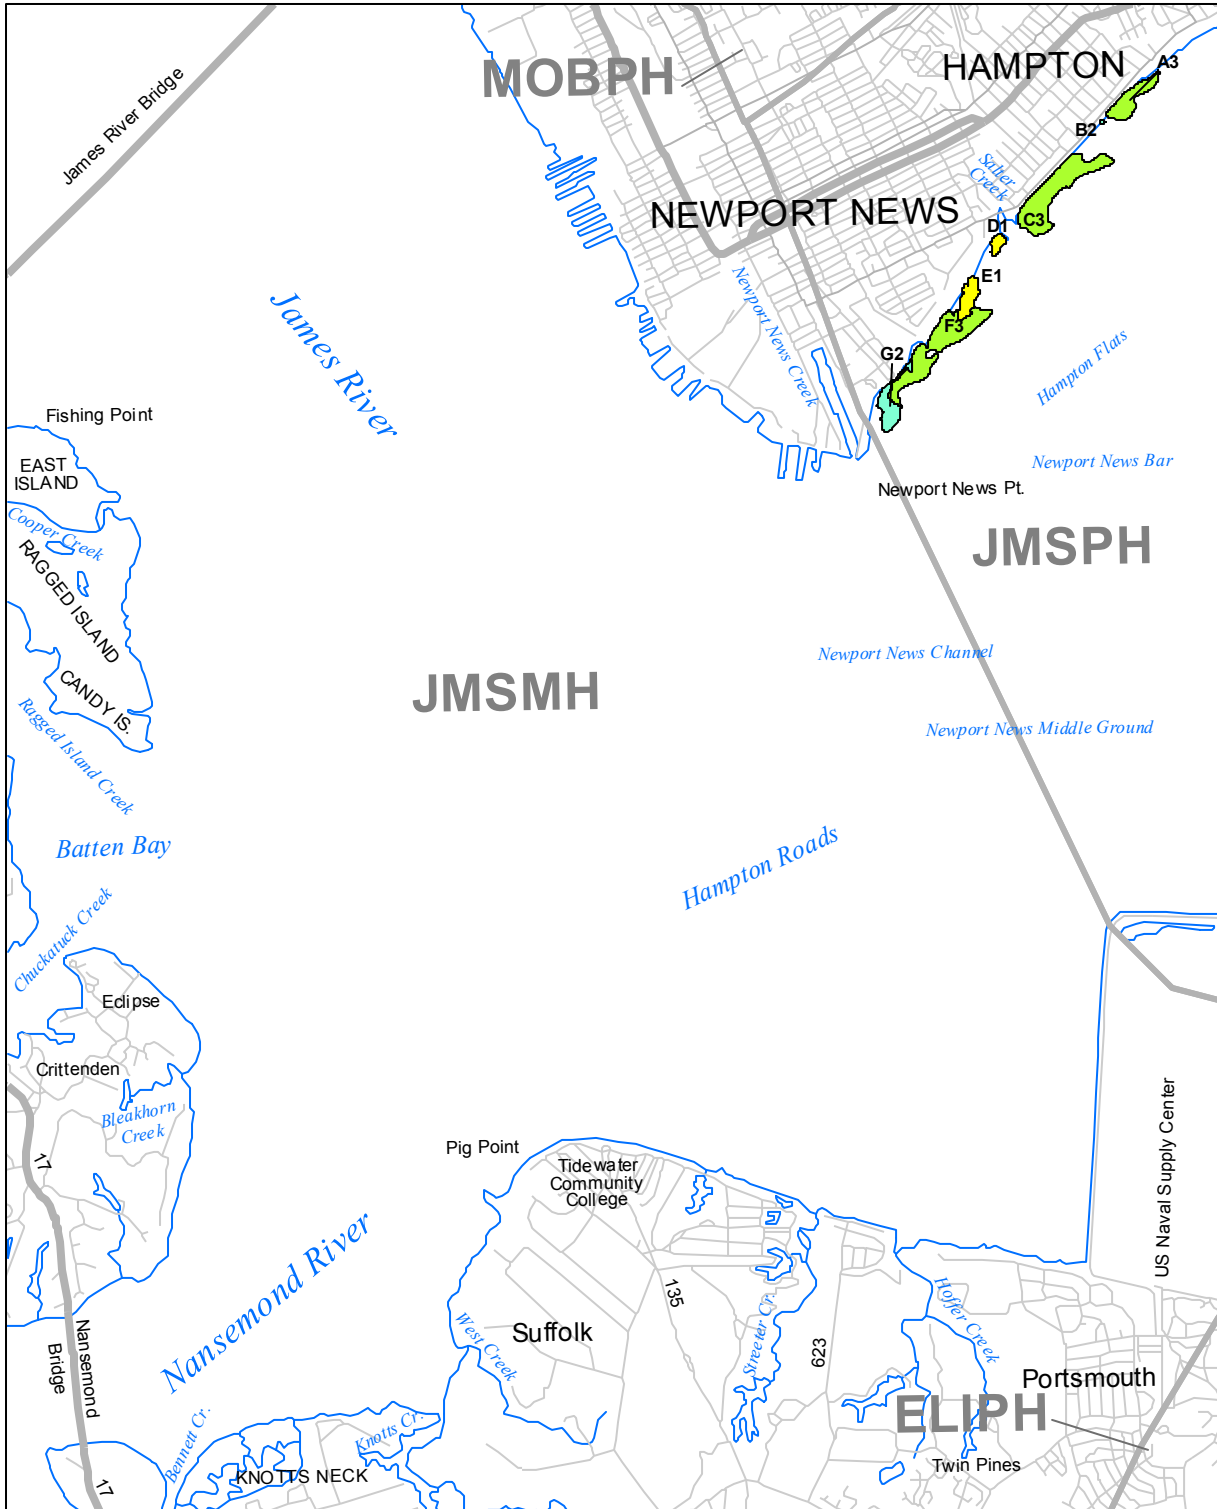 MOBPH
HAMPTON
A3
James River Bridge
B2
Salter
Creek
NEWPORT NEWS
C3
D1
E1
Newport News Creek
James River
F3
G2
Hampton Flats
Fishing Point
EAST
ISLAND
Newport News Bar
Newport News Pt.
Cooper Creek
RAGGED ISLAND
JMSPH
Newport News Channel
JMSMH
CANDY IS.
Ragged Island Creek
Newport News Middle Ground
Batten Bay
Hampton Roads
Chuckatuck Creek
Eclipse
Crittenden
Bleakhorn
Creek
17
Pig Point
Tidewater
Community
College
US Naval Supply Center
Nansemond River
135
Streeter Cr.
Hoffer Creek
West Creek
Suffolk
623
Nansemond
Bridge
Portsmouth
ELIPH
Bennett Cr.
Knotts Cr.
Twin Pines
KNOTTS NECK
17